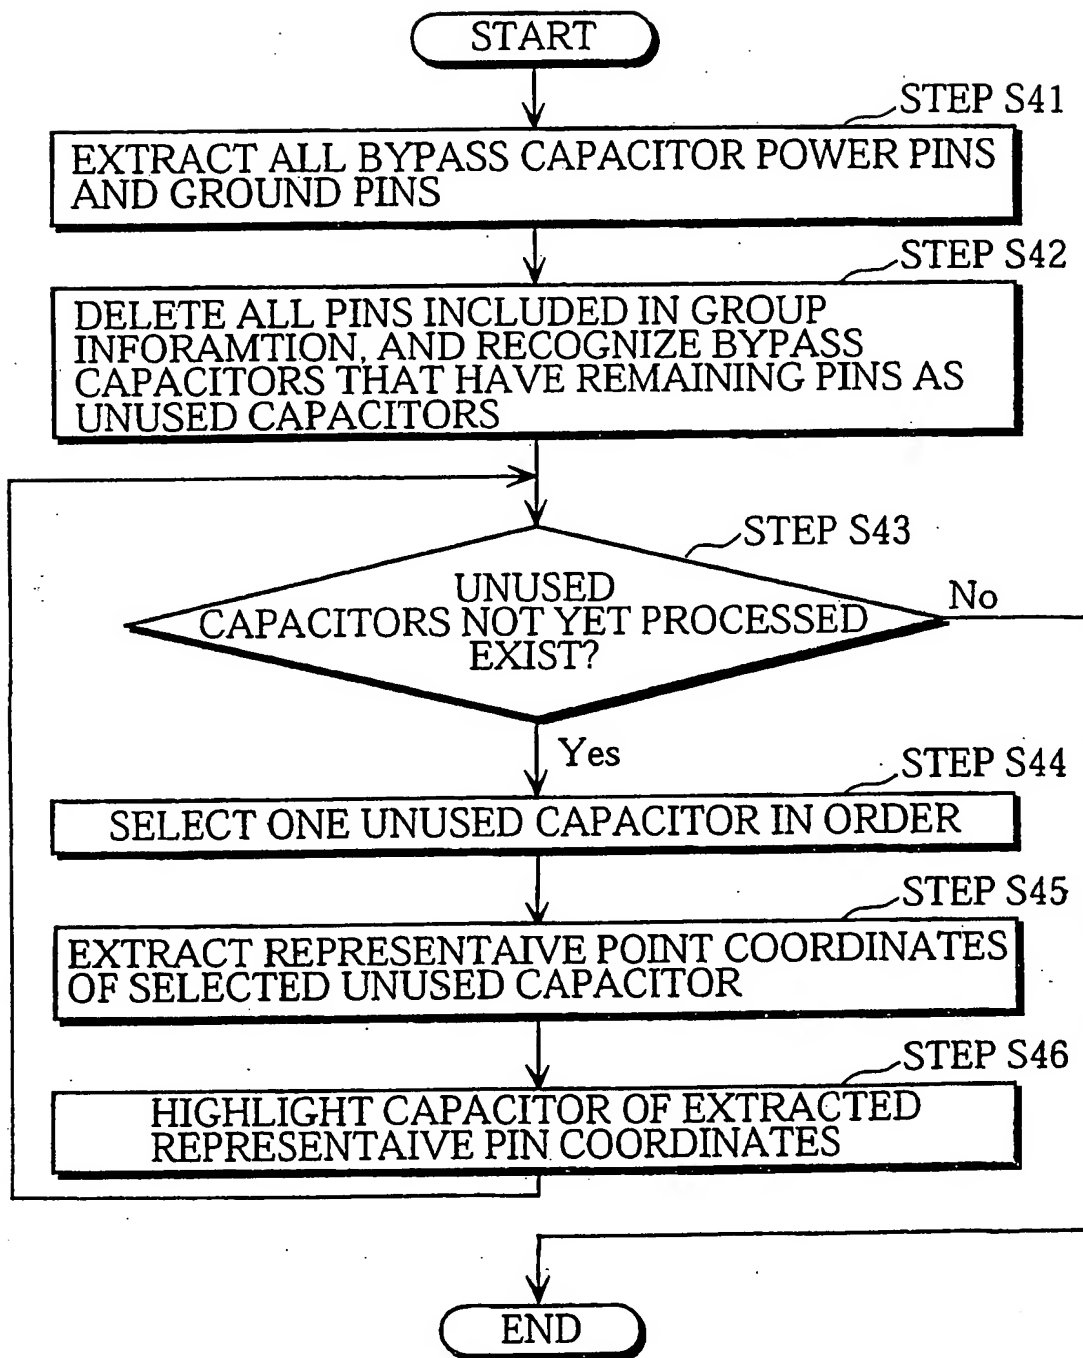 START
STEP S41
EXTRACT ALL BYPASS CAPACITOR POWER PINS
AND GROUND PINS
STEP S42
DELETE ALL PINS INCLUDED IN GROUP
INFORAMTION, AND RECOGNIZE BYPASS
CAPACITORS THAT HAVE REMAINING PINS AS
UNUSED CAPACITORS
STEP S43
UNUSED
CAPACITORS NOT YET PROCESSED
EXIST?
No
Yes
STEP S44
SELECT ONE UNUSED CAPACITOR IN ORDER
STEP S45
EXTRACT REPRESENTAIVE POINT COORDINATES
OF SELECTED UNUSED CAPACITOR
STEP S46
HIGHLIGHT CAPACITOR OF EXTRACTED
REPRESENTAIVE PIN COORDINATES
END